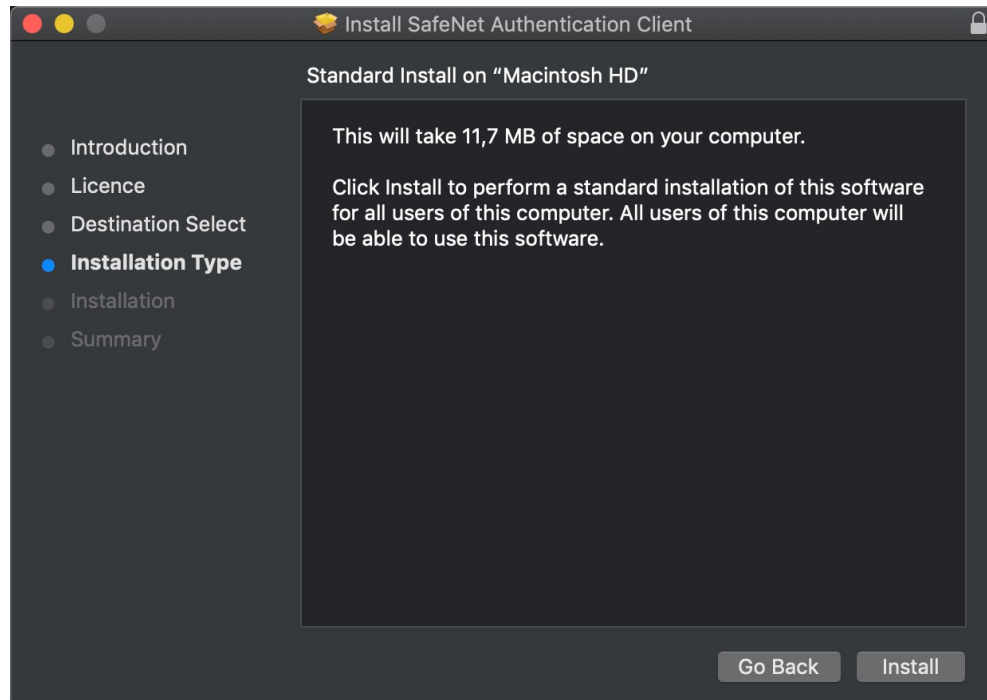 Install SafeNet Authentication Client
Standard Install on “Macintosh HD”
Introduction
Licence
Destination Select
Installation Type
Installation
Summary
This will take 11,7 MB of space on your computer.
Click Install to perform a standard installation of this software
for all users of this computer. All users of this computer will
be able to use this software.
Go Back
Install